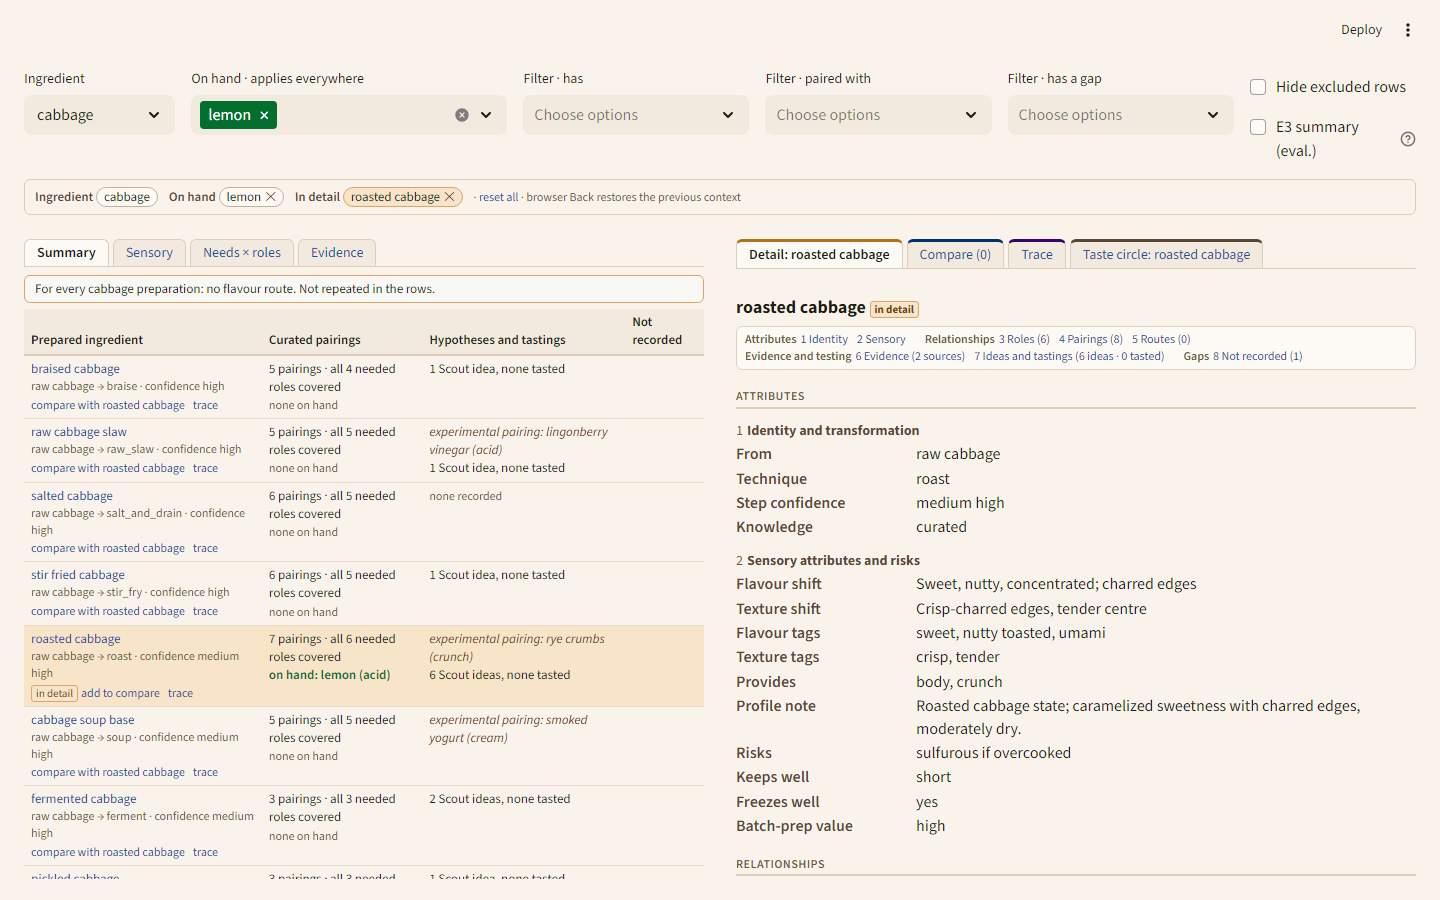 Deploy
Ingredient
On hand · applies everywhere
Filter · has
Filter · paired with
Filter · has a gap
cabbage
lemon ×
Choose options
Choose options
Choose options
Hide excluded rows
E3 summary
(eval.)
Ingredient cabbage On hand lemon × In detail roasted cabbage × · reset all · browser Back restores the previous context
Summary
Sensory
Needs × roles
Evidence
For every cabbage preparation: no flavour route. Not repeated in the rows.
Prepared ingredient
Curated pairings
Hypotheses and tastings
Not
recorded
braised cabbage
raw cabbage → braise · confidence high
compare with roasted cabbage trace
5 pairings · all 4 needed
roles covered
none on hand
1 Scout idea, none tasted
raw cabbage slaw
raw cabbage → raw_slaw · confidence high
compare with roasted cabbage trace
5 pairings · all 5 needed
roles covered
none on hand
experimental pairing: lingonberry
vinegar (acid)
1 Scout idea, none tasted
salted cabbage
raw cabbage → salt_and_drain · confidence
high
compare with roasted cabbage trace
6 pairings · all 5 needed
roles covered
none on hand
none recorded
stir fried cabbage
raw cabbage → stir_fry · confidence high
compare with roasted cabbage trace
6 pairings · all 5 needed
roles covered
none on hand
1 Scout idea, none tasted
roasted cabbage
raw cabbage → roast · confidence medium
high
in detail add to compare trace
7 pairings · all 6 needed
roles covered
on hand: lemon (acid)
experimental pairing: rye crumbs
(crunch)
6 Scout ideas, none tasted
cabbage soup base
raw cabbage → soup · confidence medium
high
compare with roasted cabbage trace
5 pairings · all 5 needed
roles covered
none on hand
experimental pairing: smoked
yogurt (cream)
fermented cabbage
raw cabbage → ferment · confidence medium
high
compare with roasted cabbage trace
3 pairings · all 3 needed
roles covered
none on hand
2 Scout ideas, none tasted
pickled cabbage
3 pairings · all 3 needed
1 Scout idea, none tasted
Detail: roasted cabbage
Compare (0)
Trace
Taste circle: roasted cabbage
roasted cabbage in detail
Attributes 1 Identity 2 Sensory Relationships 3 Roles (6) 4 Pairings (8) 5 Routes (0)
Evidence and testing 6 Evidence (2 sources) 7 Ideas and tastings (6 ideas · 0 tasted) Gaps 8 Not recorded (1)
ATTRIBUTES
1 Identity and transformation
From raw cabbage
Technique roast
Step confidence medium high
Knowledge curated
2 Sensory attributes and risks
Flavour shift Sweet, nutty, concentrated; charred edges
Texture shift Crisp-charred edges, tender centre
Flavour tags sweet, nutty toasted, umami
Texture tags crisp, tender
Provides body, crunch
Profile note Roasted cabbage state; caramelized sweetness with charred edges,
moderately dry.
Risks sulfurous if overcooked
Keeps well short
Freezes well yes
Batch-prep value high
RELATIONSHIPS